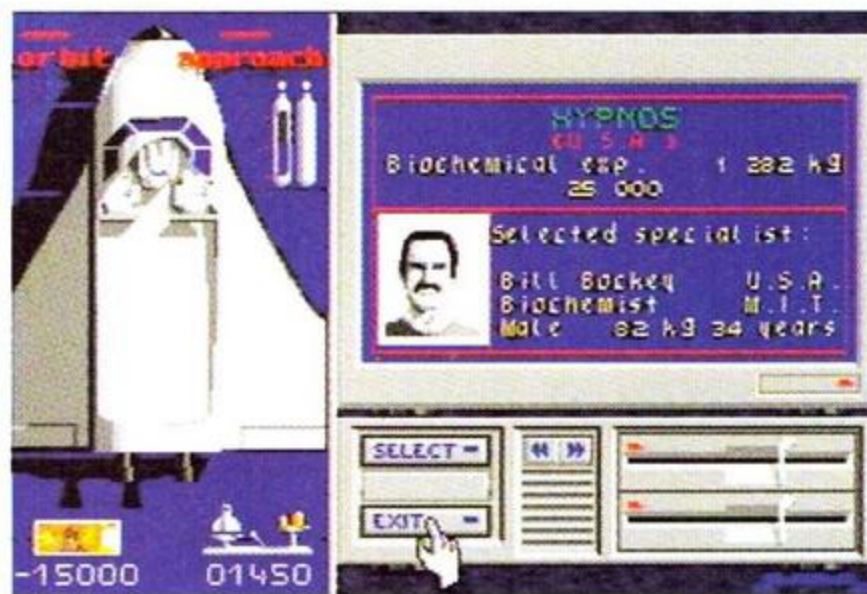 orbit approach
HYPNOS
(U.S.A.)
Biochemical exp. 1 282 kg
25 000
Selected specialist:
Bill Bockey U.S.A.
Biochemist M.I.T.
Male 82 kg 34 years
SELECT
EXIT
-15000 01450